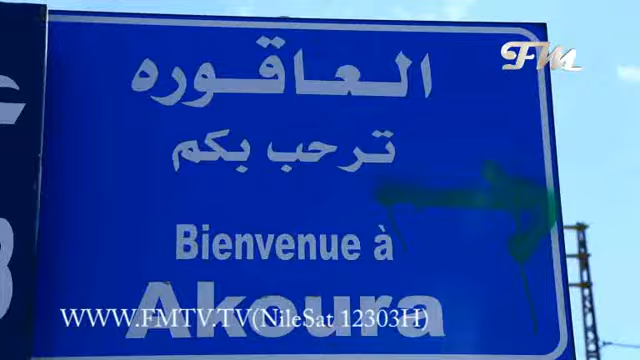 FM
العاقوره
ترحب بكم
Bienvenue à
Akoura
WWW.FMTV.TV(NileSat 12303H)